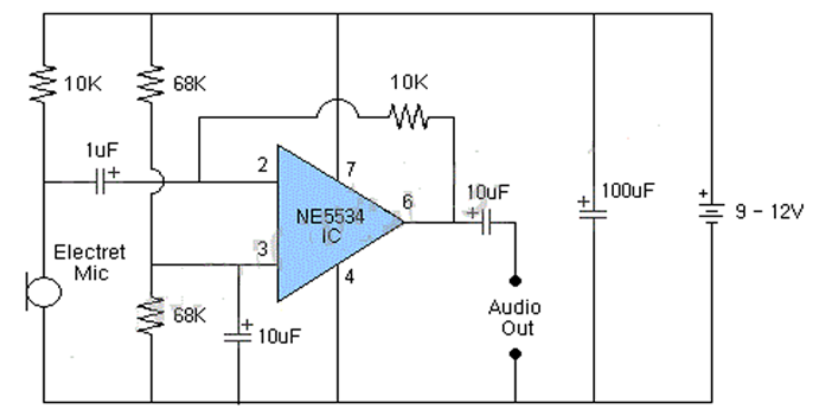 10K
68K
10K
1uF
+
2
7
NE5534
IC
6
10uF
+
100uF
+
+
9 - 12V
3
4
Electret
Mic
68K
+
10uF
Audio
Out